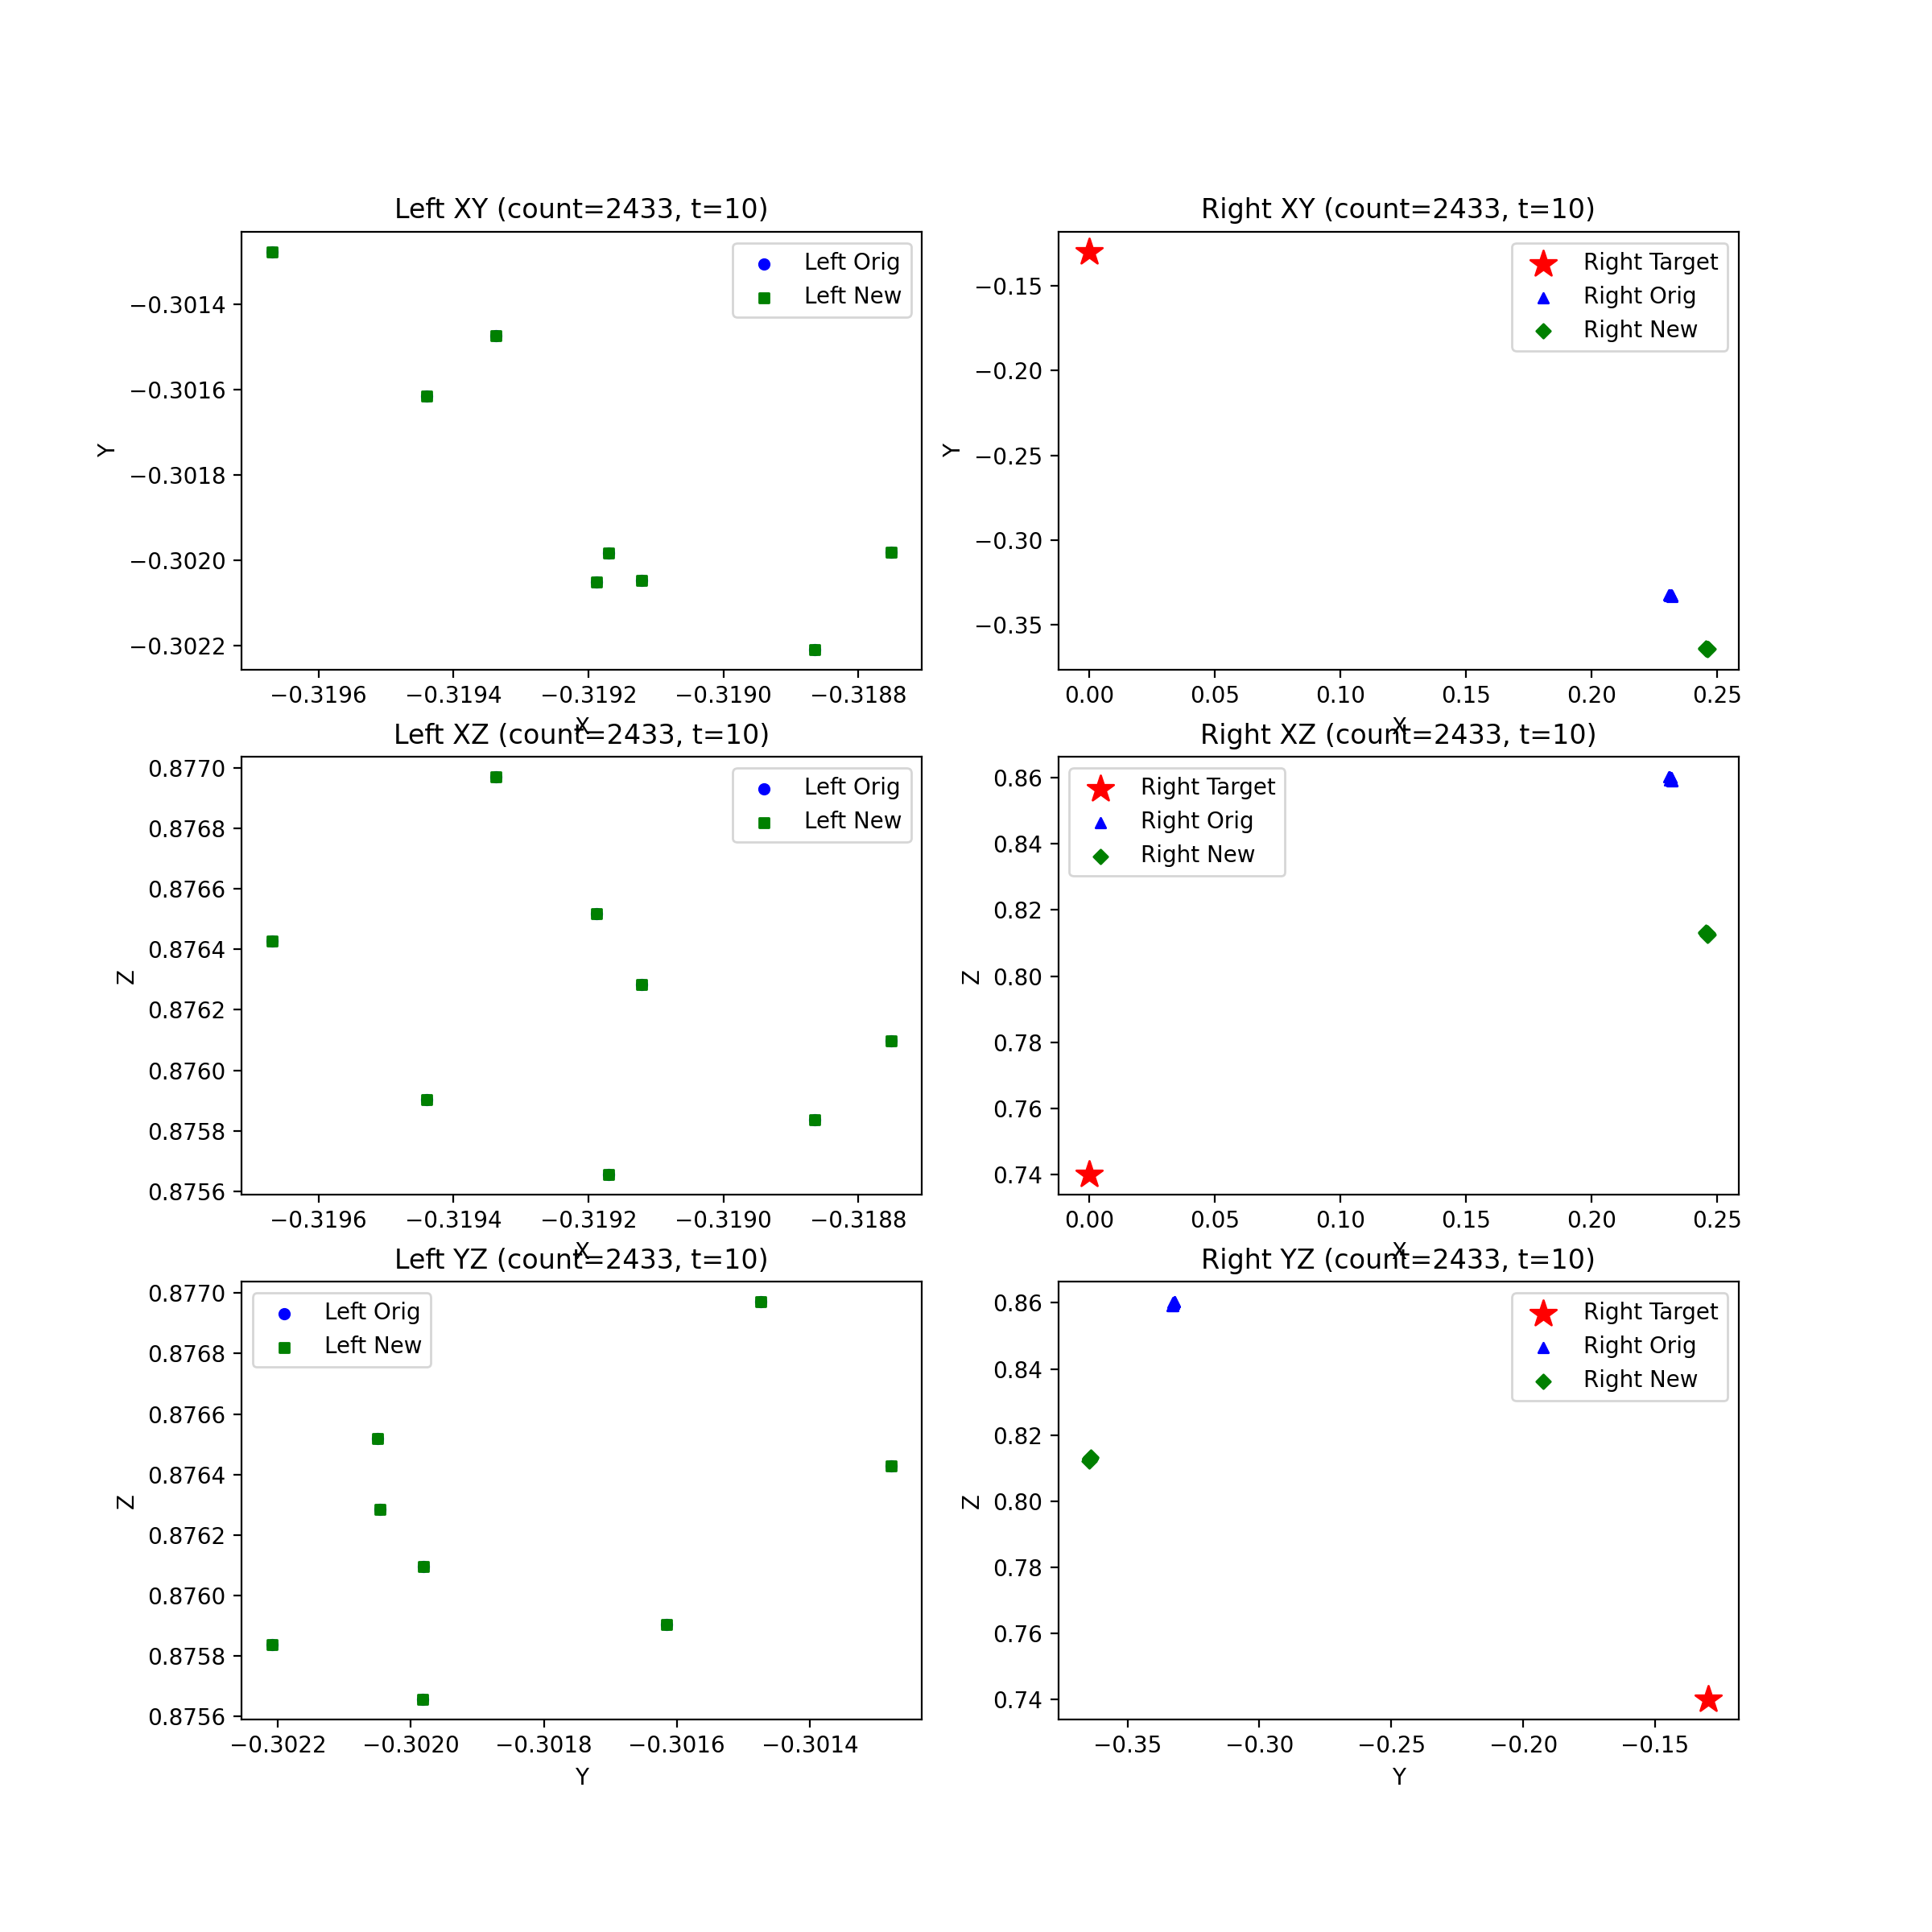 Left XY (count=2433, t=10)
Left Orig
Left New
−0.3014
−0.3016
−0.3018
−0.3020
−0.3022
Y
−0.3196
−0.3194
−0.3192
−0.3190
−0.3188
X
Right XY (count=2433, t=10)
Right Target
Right Orig
Right New
−0.15
−0.20
−0.25
−0.30
−0.35
Y
0.00
0.05
0.10
0.15
0.20
0.25
X
Left XZ (count=2433, t=10)
Left Orig
Left New
0.8770
0.8768
0.8766
0.8764
0.8762
0.8760
0.8758
0.8756
Z
−0.3196
−0.3194
−0.3192
−0.3190
−0.3188
X
Right XZ (count=2433, t=10)
Right Target
Right Orig
Right New
0.86
0.84
0.82
0.80
0.78
0.76
0.74
Z
0.00
0.05
0.10
0.15
0.20
0.25
X
Left YZ (count=2433, t=10)
Left Orig
Left New
0.8770
0.8768
0.8766
0.8764
0.8762
0.8760
0.8758
0.8756
Z
−0.3022
−0.3020
−0.3018
−0.3016
−0.3014
Y
Right YZ (count=2433, t=10)
Right Target
Right Orig
Right New
0.86
0.84
0.82
0.80
0.78
0.76
0.74
Z
−0.35
−0.30
−0.25
−0.20
−0.15
Y